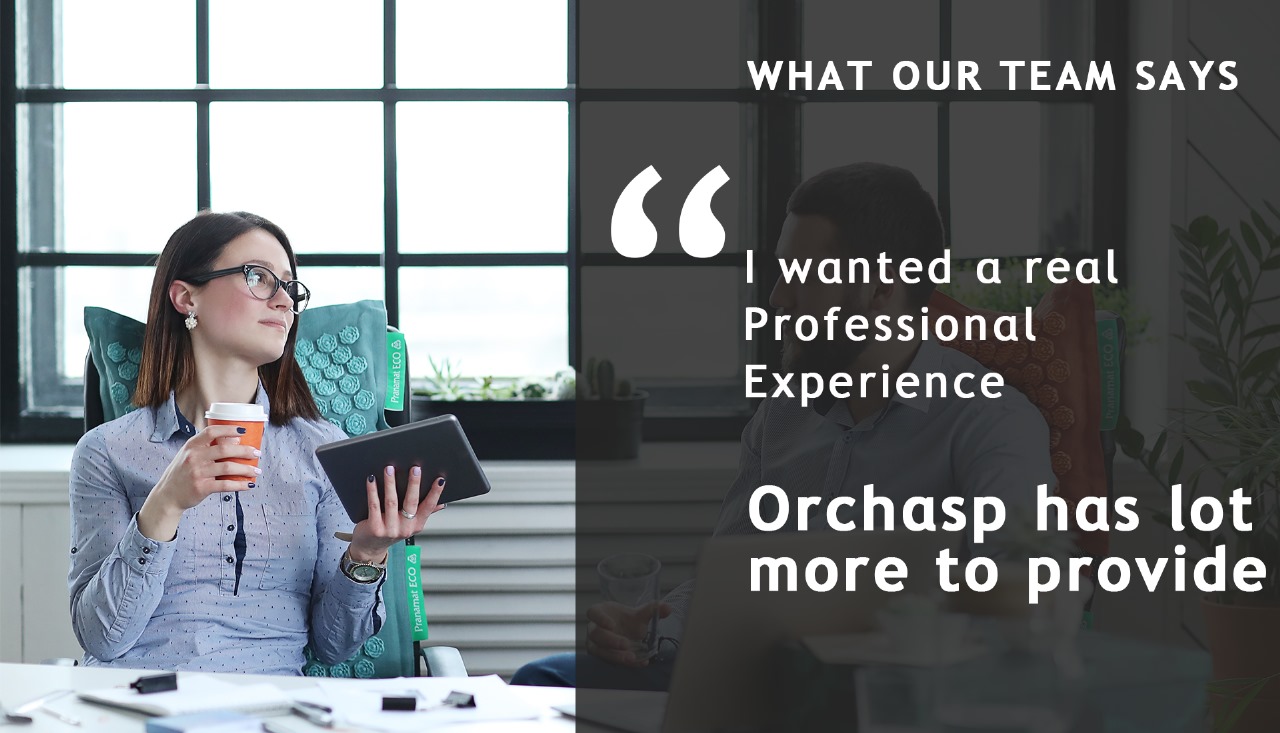 WHAT OUR TEAM SAYS
“
I wanted a real
Professional
Experience
Orchasp has lot
more to provide
Pranamat ECO
Pranamat ECO